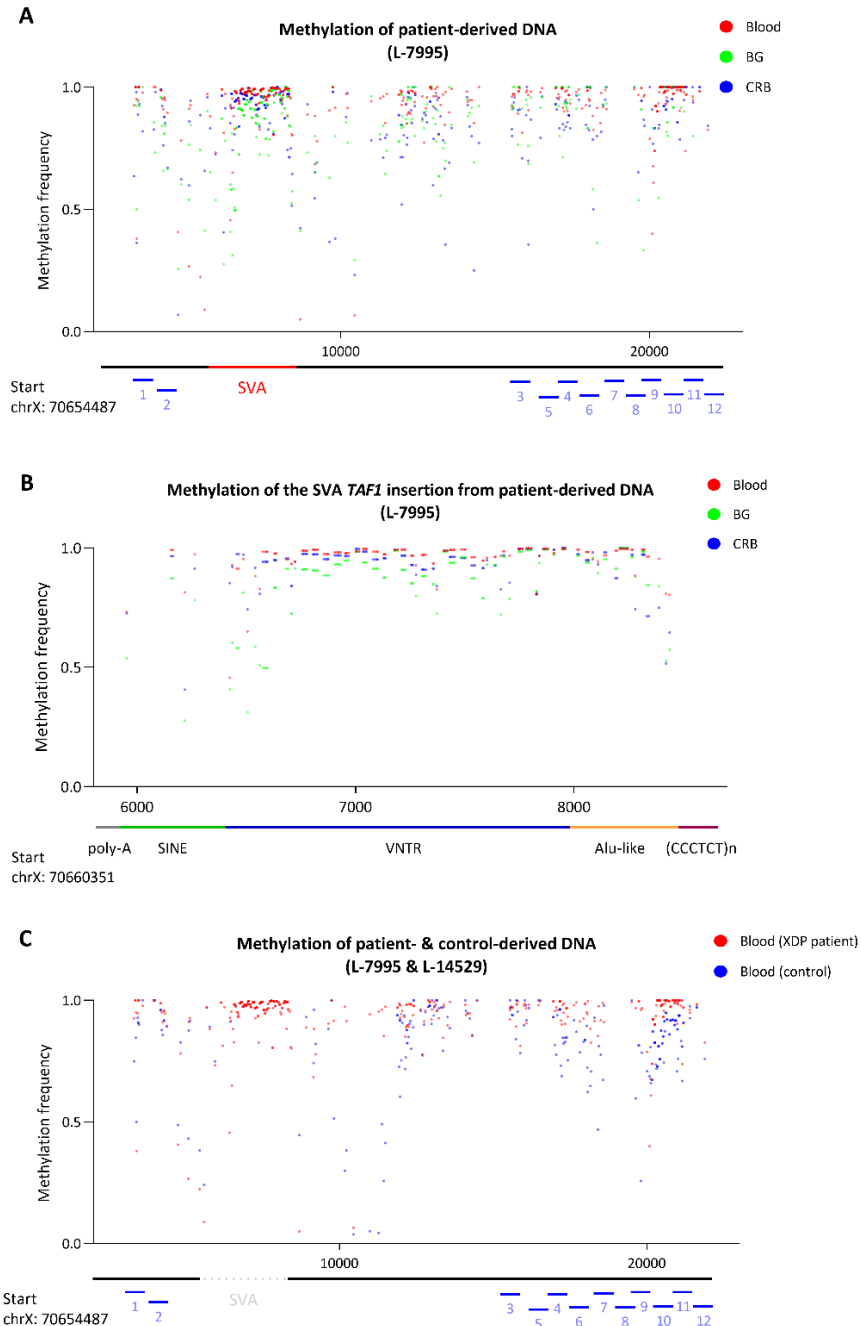 A
Methylation of patient-derived DNA
(L-7995)
Blood
BG
CRB
Methylation frequency
1.0
0.5
0.0
10000
20000
SVA
Start
chrX: 70654487
1
2
3
4
5
6
7
8
9
10
11
12
B
Methylation of the SVA TAF1 insertion from patient-derived DNA
(L-7995)
Blood
BG
CRB
Methylation frequency
1.0
0.5
0.0
6000
7000
8000
poly-A
SINE
VNTR
Alu-like
(CCCTCT)n
Start
chrX: 70660351
C
Methylation of patient- & control-derived DNA
(L-7995 & L-14529)
Blood (XDP patient)
Blood (control)
Methylation frequency
1.0
0.5
0.0
10000
20000
SVA
Start
chrX: 70654487
1
2
3
4
5
6
7
8
9
10
11
12